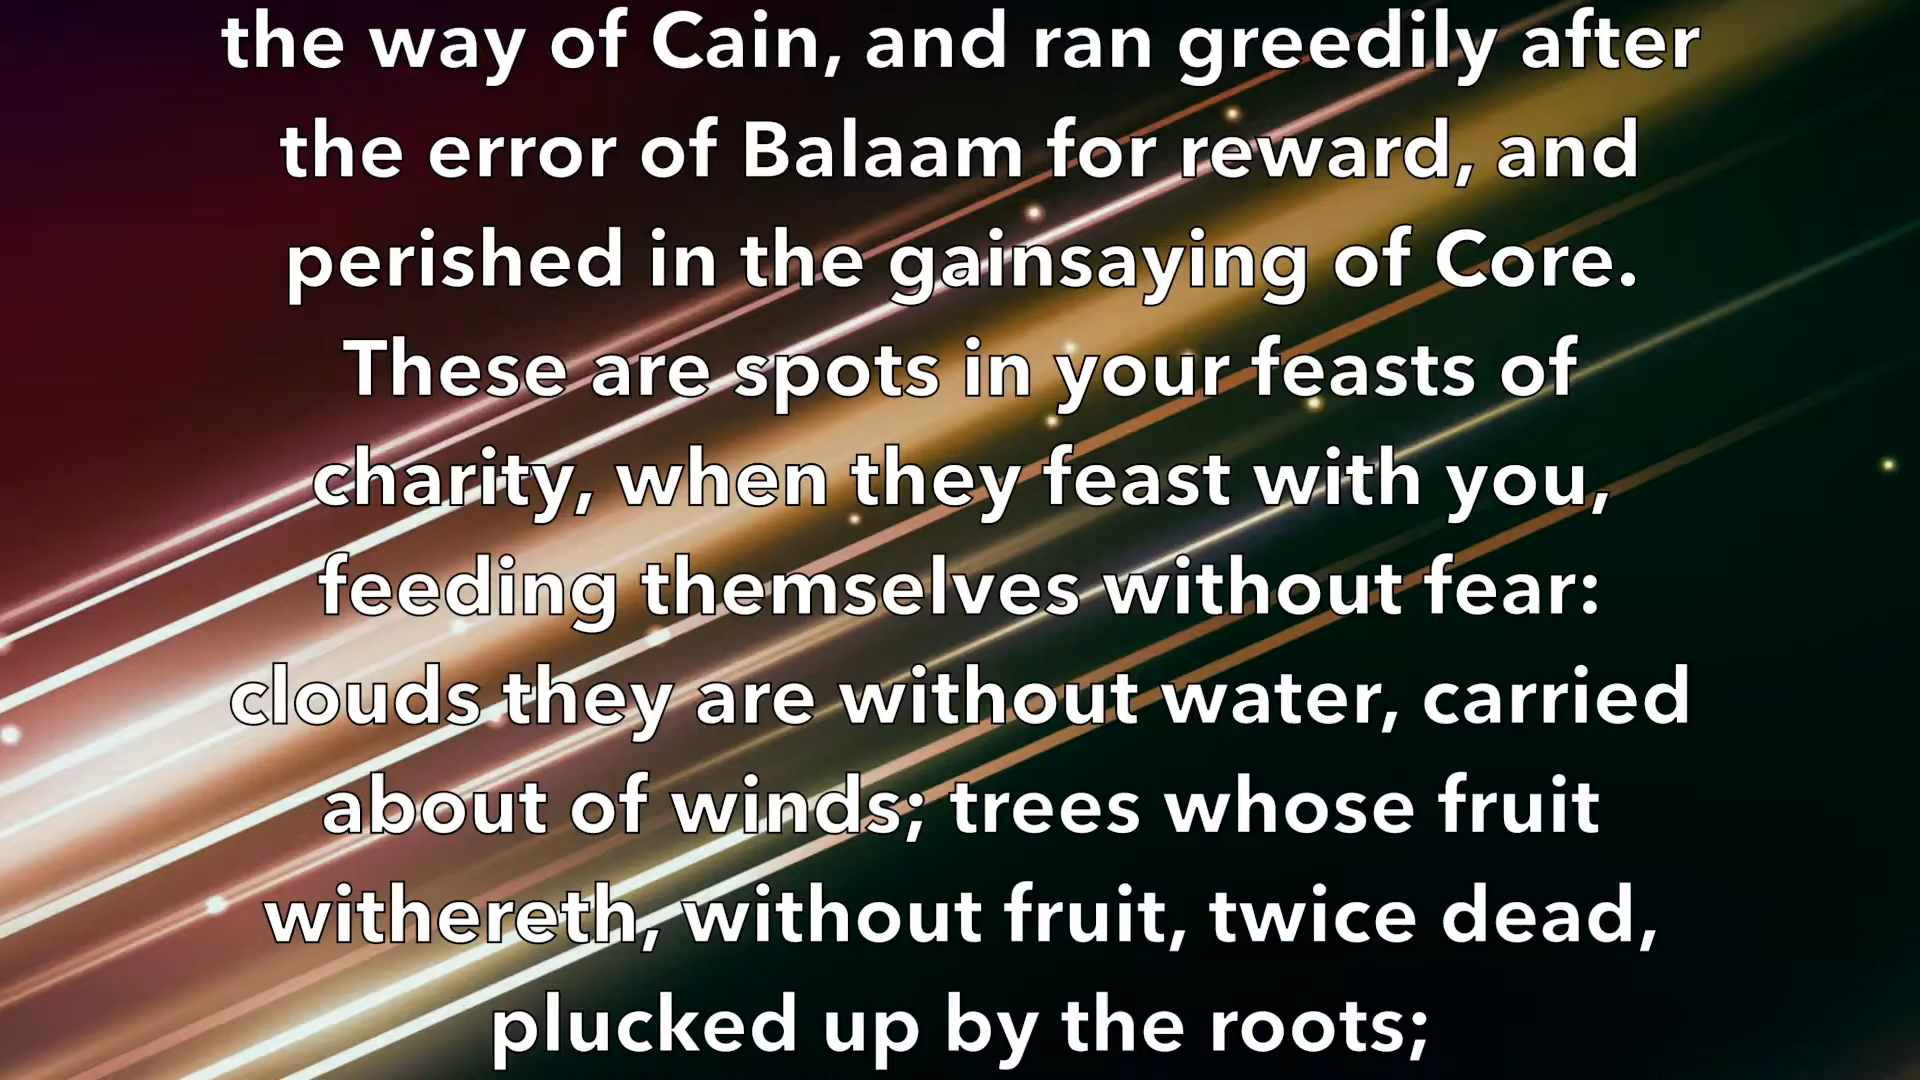 the way of Cain, and ran greedily after
the error of Balaam for reward, and
perished in the gainsaying of Core.
These are spots in your feasts of
charity, when they feast with you,
feeding themselves without fear:
clouds they are without water, carried
about of winds; trees whose fruit
withereth, without fruit, twice dead,
plucked up by the roots;